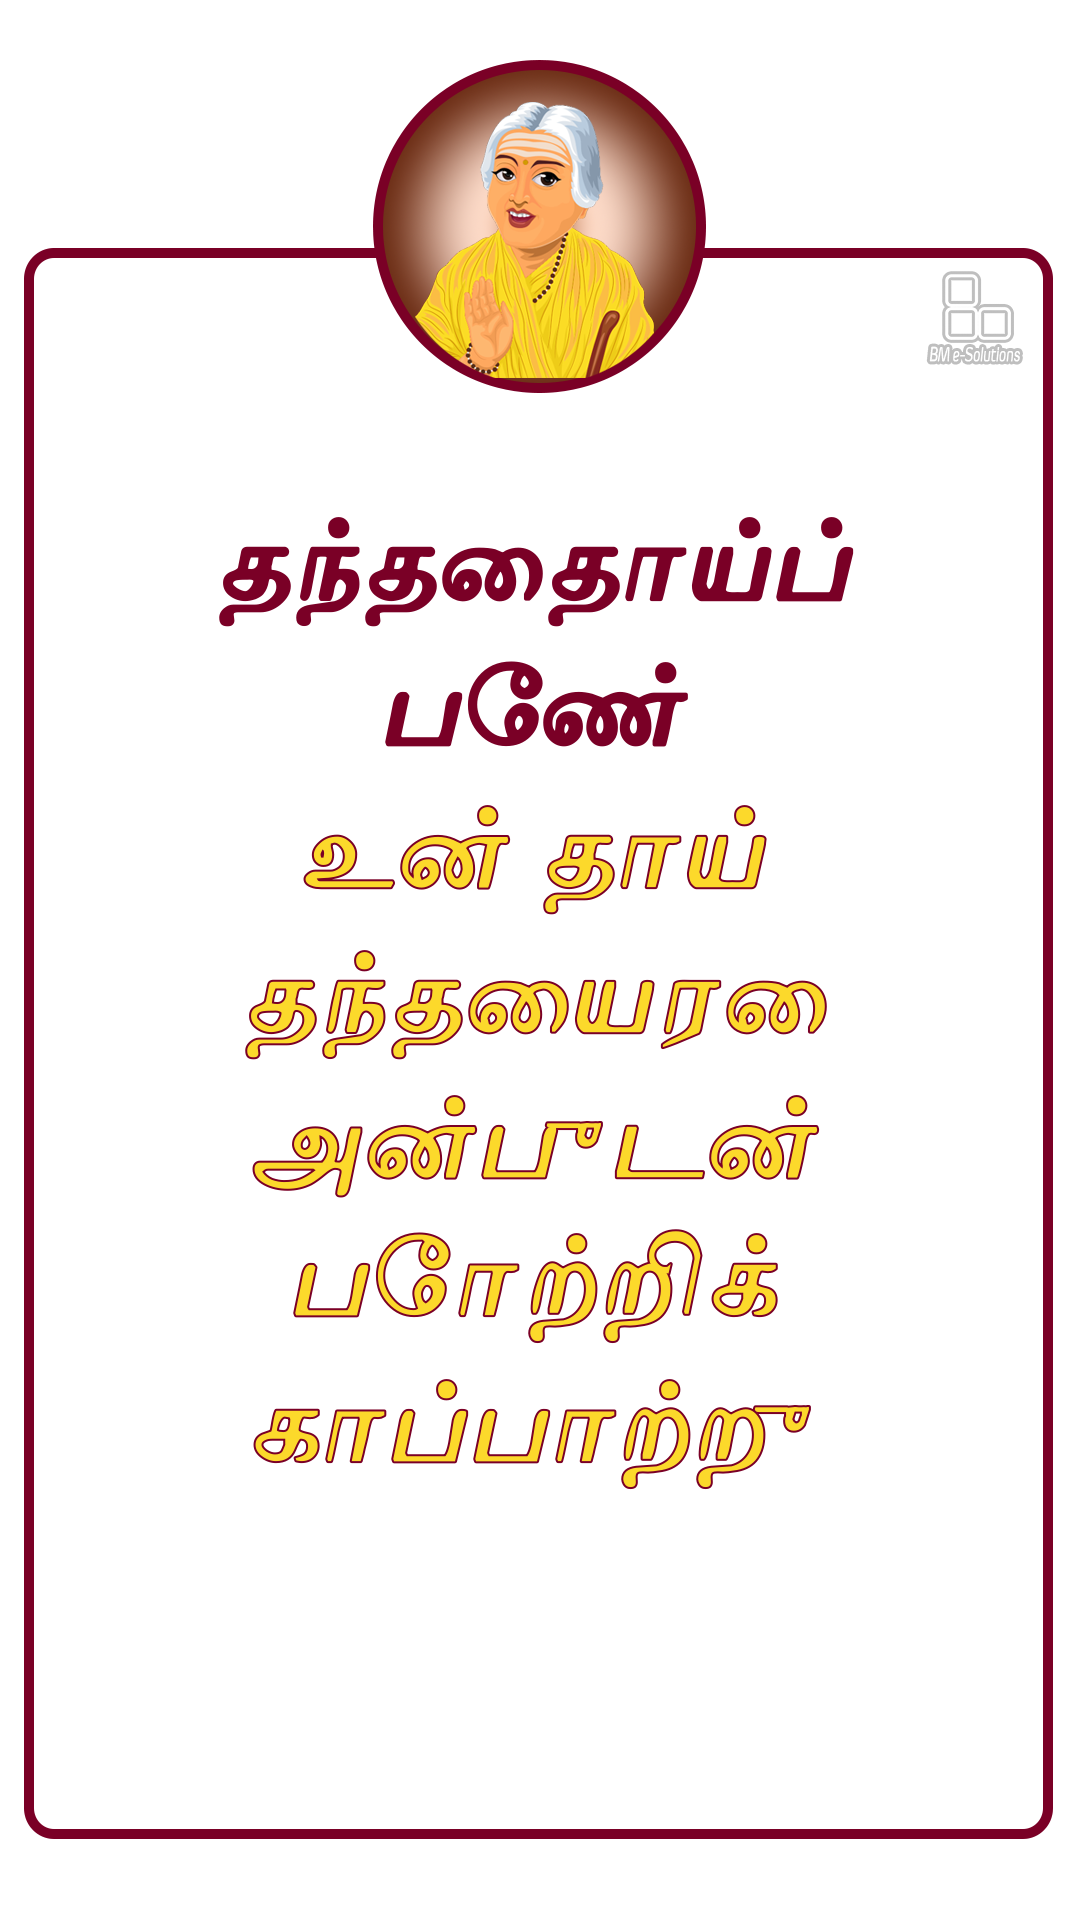 தந்தைதாய்ப்
பேண்
உன் தாய்
தந்தையரை
அன்புடன்
போற்றிக்
காப்பாற்று
BM e-Solutions